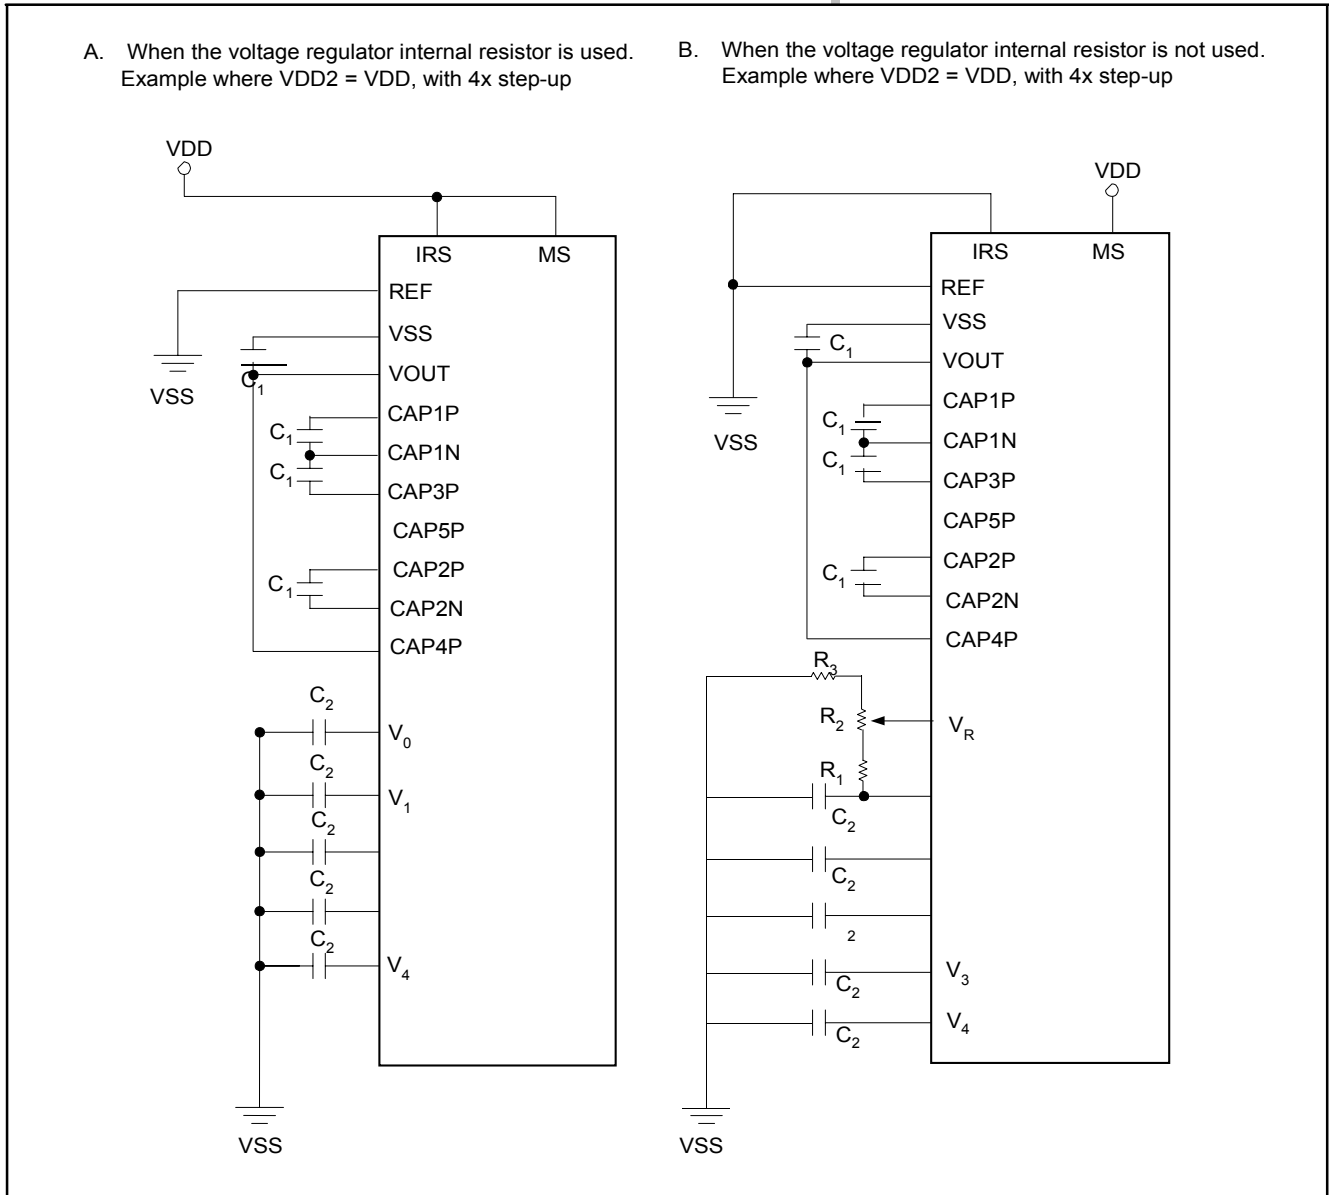 A. When the voltage regulator internal resistor is used.
Example where VDD2 = VDD, with 4x step-up
VDD
IRS MS
REF
VSS
VSS
C1
VOUT
CAP1P
C1
CAP1N
C1
CAP3P
CAP5P
CAP2P
C1
CAP2N
CAP4P
C2
V0
C2
V1
C2
C2
C2
V4
VSS
B. When the voltage regulator internal resistor is not used.
Example where VDD2 = VDD, with 4x step-up
VDD
IRS MS
REF
VSS
C1
VOUT
CAP1P
C1
VSS
CAP1N
C1
CAP3P
CAP5P
CAP2P
C1
CAP2N
CAP4P
R3
R2
VR
R1
C2
C2
2
V3
C2
V4
C2
VSS